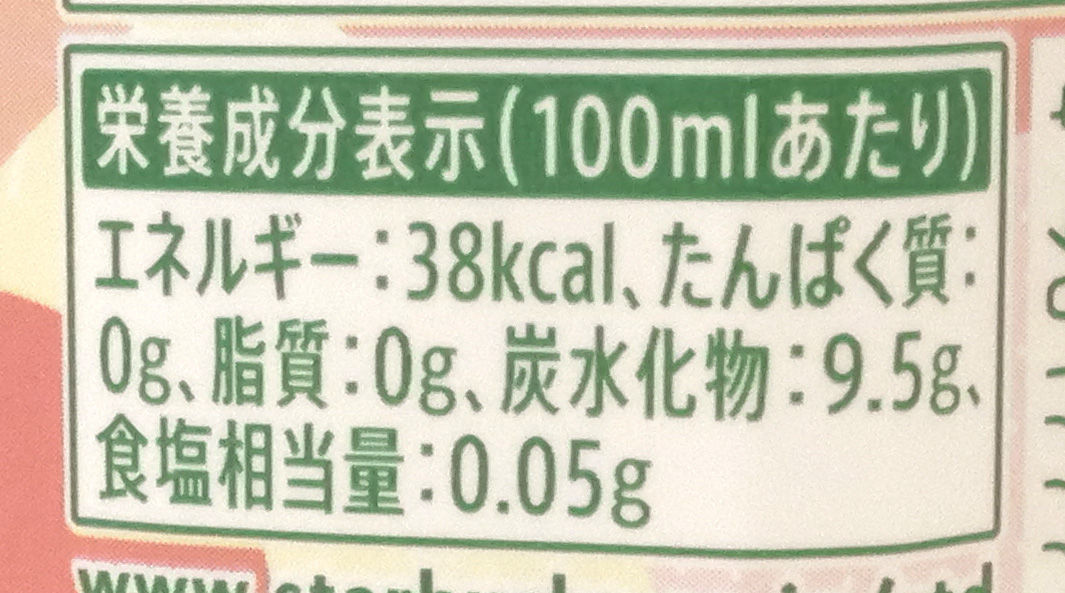 栄養成分表示(100mlあたり)
エネルギー:38kcal、たんぱく質:
0g、脂質:0g、炭水化物:9.5g、
食塩相当量:0.05g